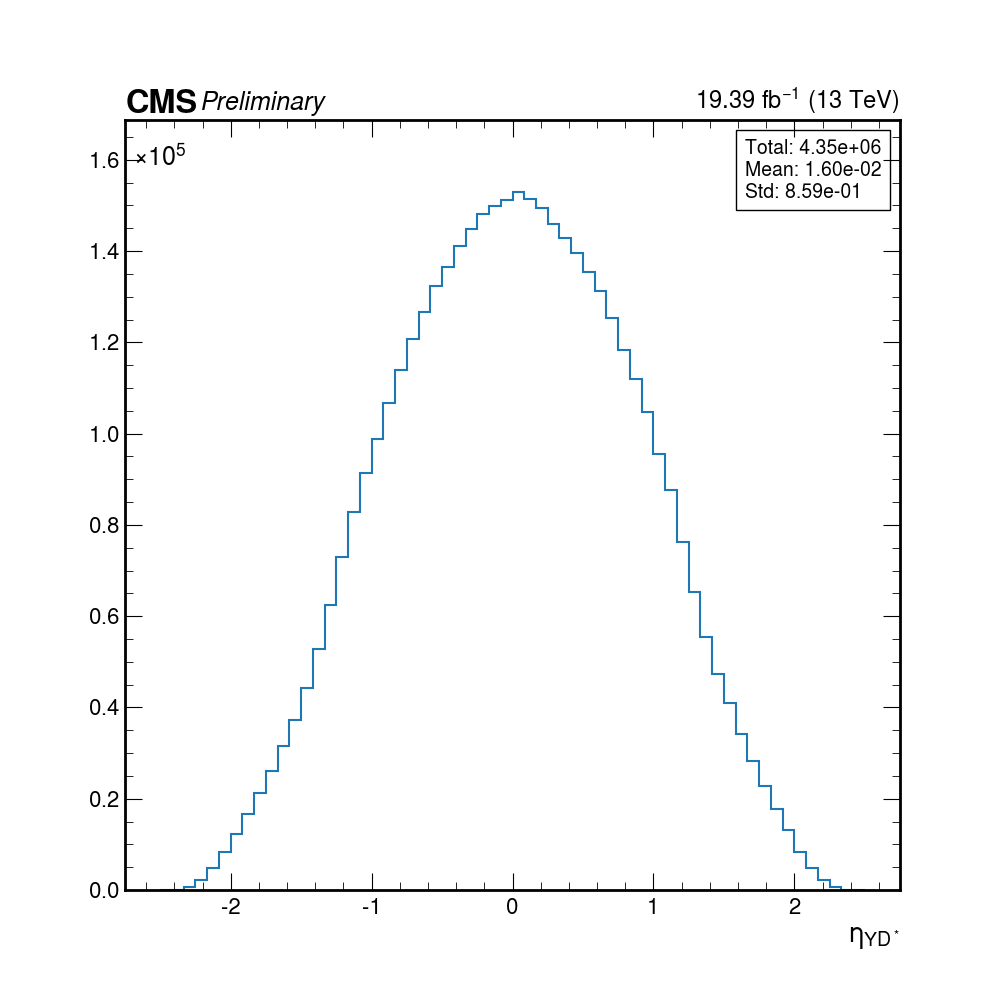 CMS Preliminary 19.39 fb⁻¹ (13 TeV)
×10⁵
Total: 4.35e+06
Mean: 1.60e-02
Std: 8.59e-01
1.6
1.4
1.2
1.0
0.8
0.6
0.4
0.2
0.0
-2 -1 0 1 2
η_YD*